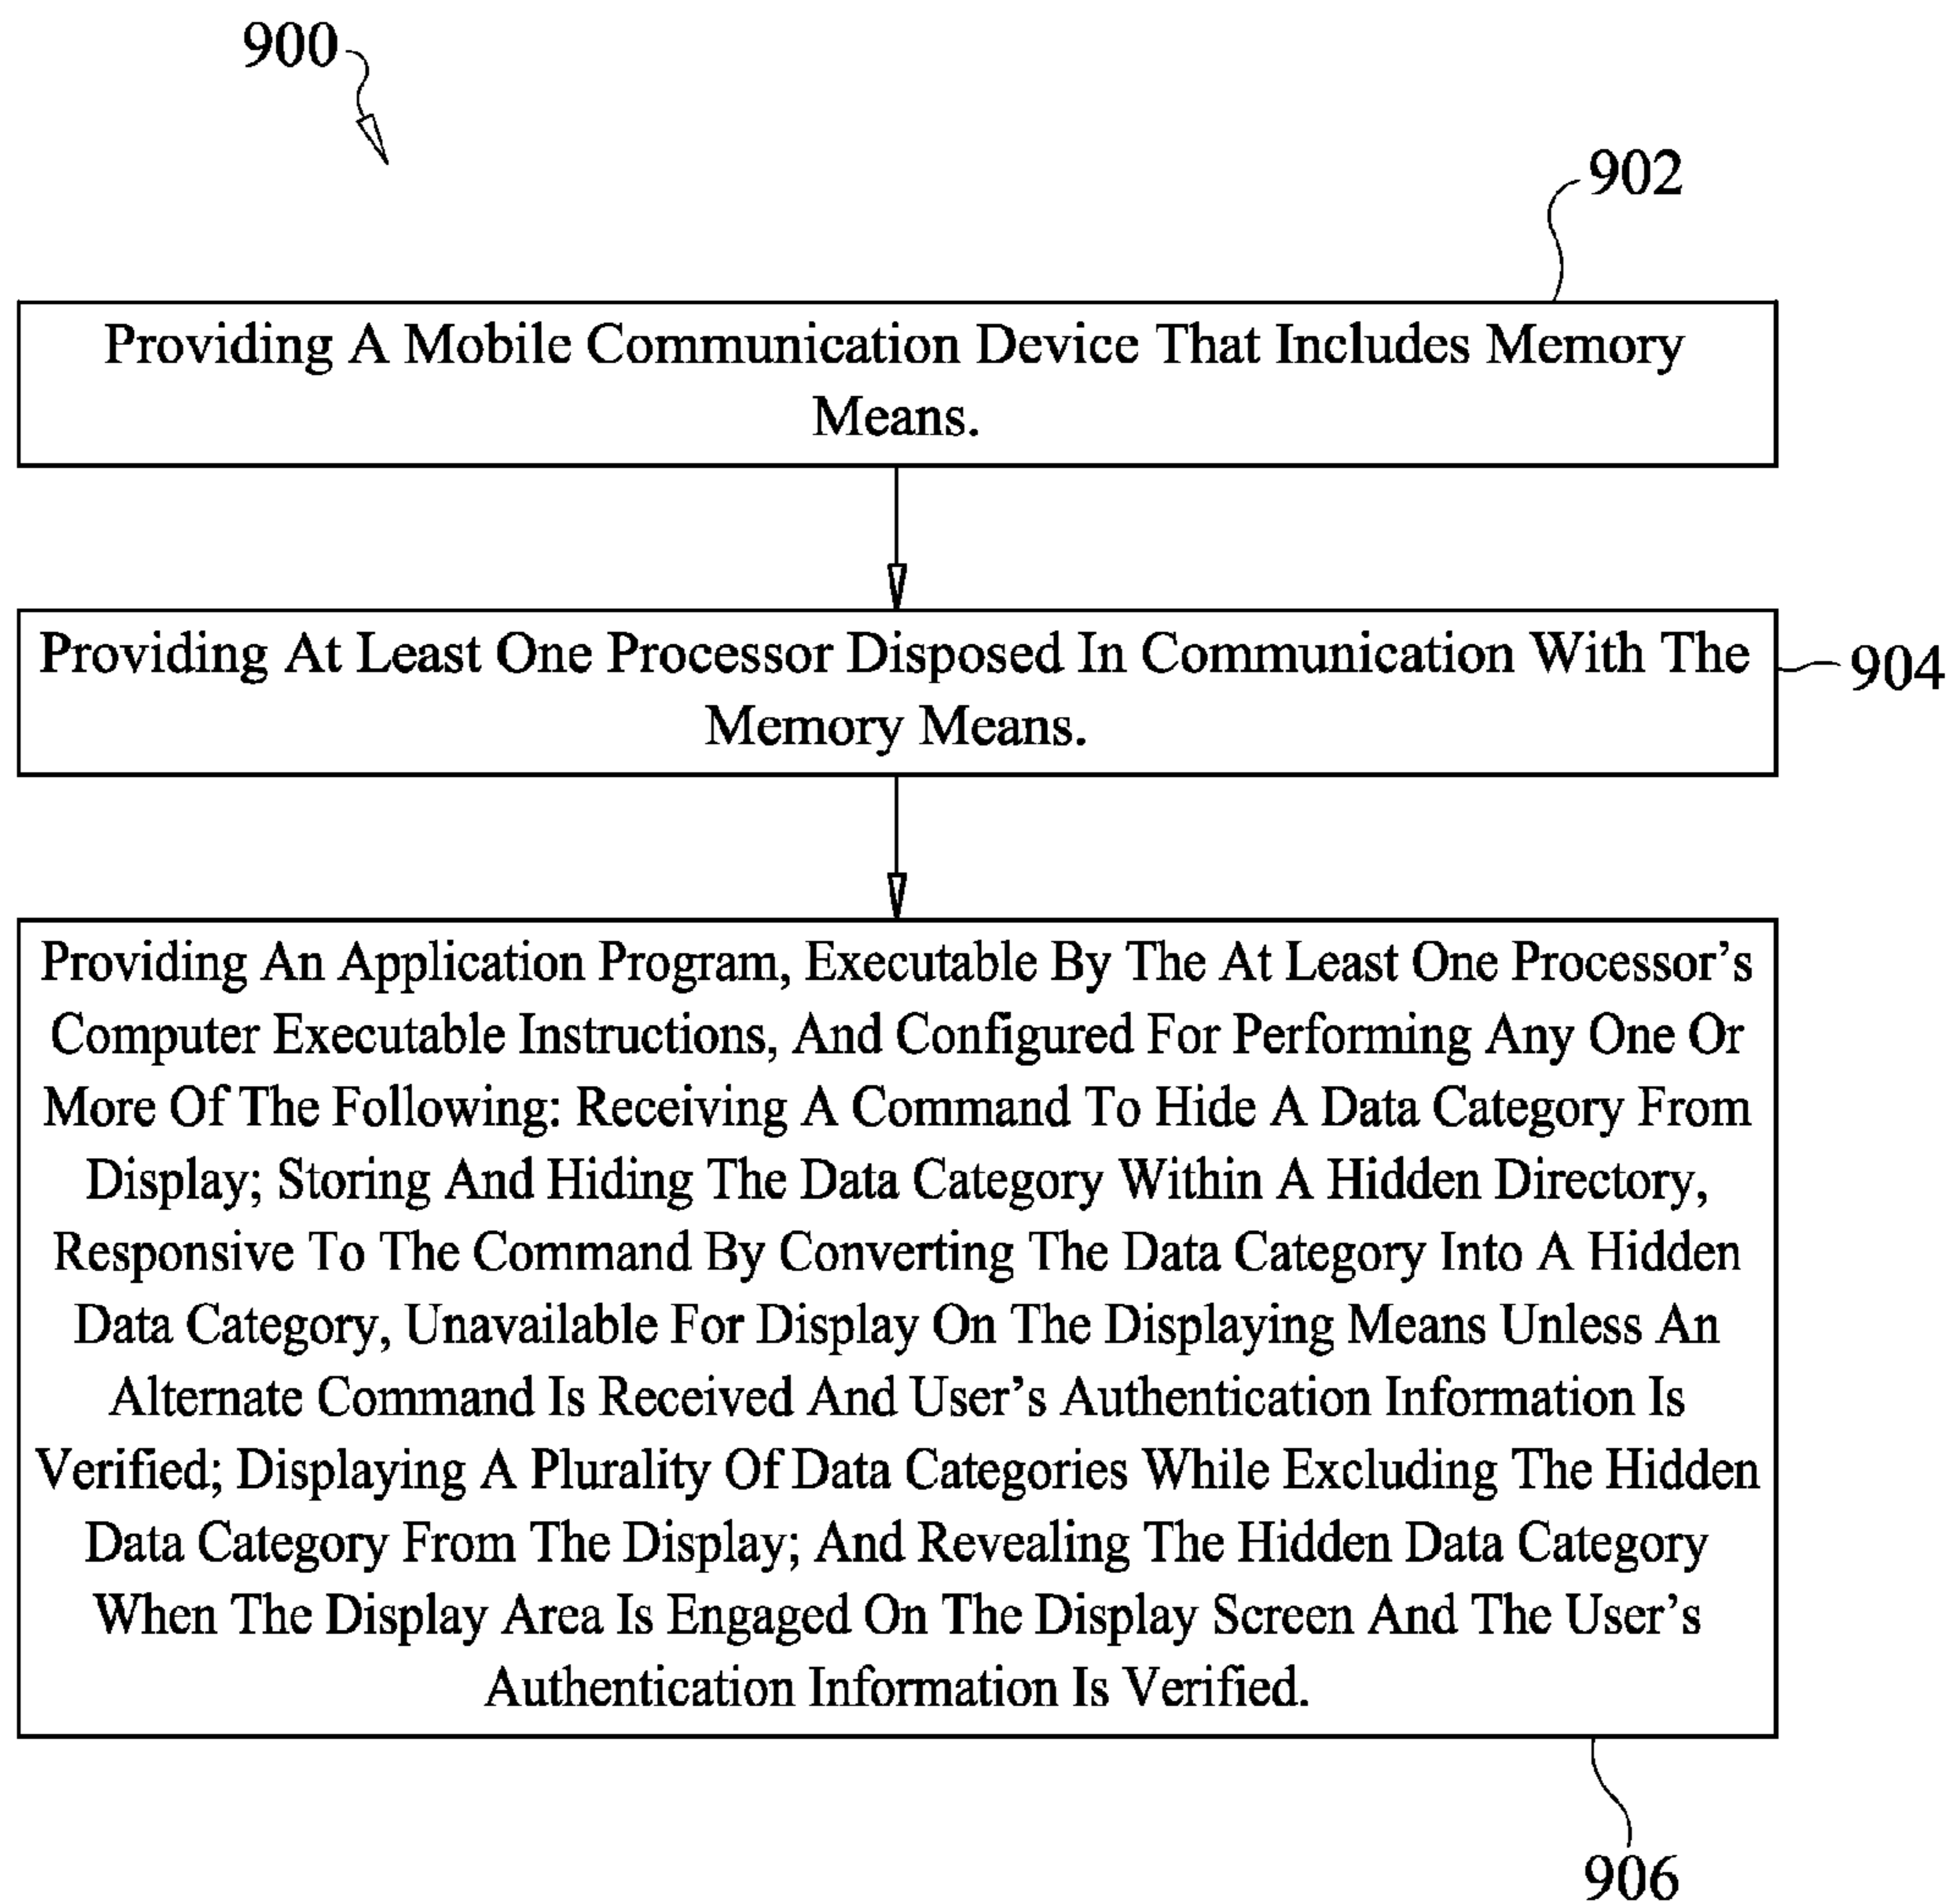 900
902
Providing A Mobile Communication Device That Includes Memory
Means.
Providing At Least One Processor Disposed In Communication With The
Memory Means.
904
Providing An Application Program, Executable By The At Least One Processor’s
Computer Executable Instructions, And Configured For Performing Any One Or
More Of The Following: Receiving A Command To Hide A Data Category From
Display; Storing And Hiding The Data Category Within A Hidden Directory,
Responsive To The Command By Converting The Data Category Into A Hidden
Data Category, Unavailable For Display On The Displaying Means Unless An
Alternate Command Is Received And User’s Authentication Information Is
Verified; Displaying A Plurality Of Data Categories While Excluding The Hidden
Data Category From The Display; And Revealing The Hidden Data Category
When The Display Area Is Engaged On The Display Screen And The User’s
Authentication Information Is Verified.
906